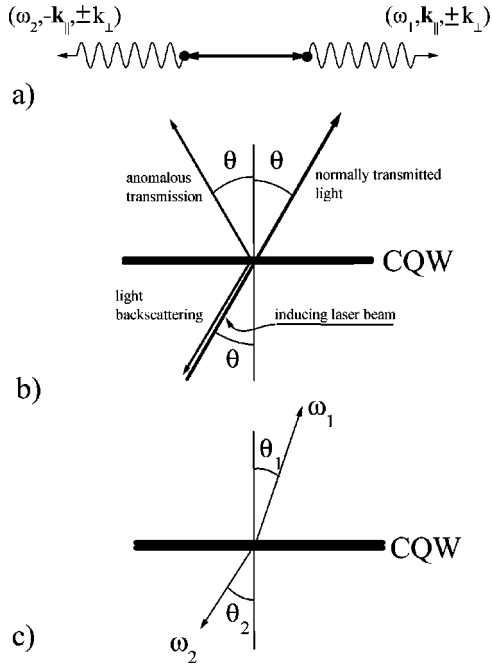 (ω₂,-k∥,±k⊥)
(ω₁,k∥,±k⊥)
a)
θ
θ
anomalous
transmission
normally transmitted
light
CQW
light
backscattering
inducing laser beam
θ
b)
ω₁
θ₁
CQW
θ₂
ω₂
c)